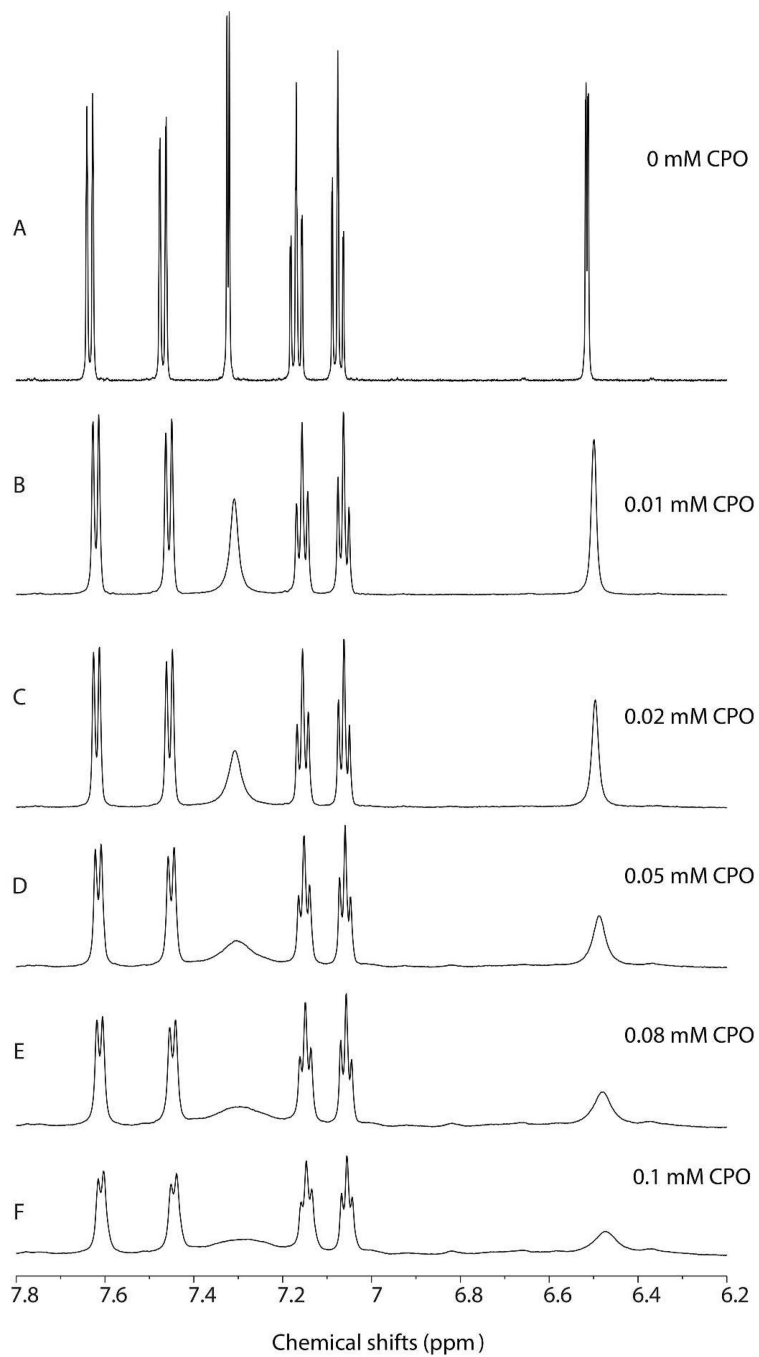 0 mM CPO
A
B
0.01 mM CPO
C
0.02 mM CPO
D
0.05 mM CPO
E
0.08 mM CPO
F
0.1 mM CPO
7.8 7.6 7.4 7.2 7 6.8 6.6 6.4 6.2
Chemical shifts (ppm)